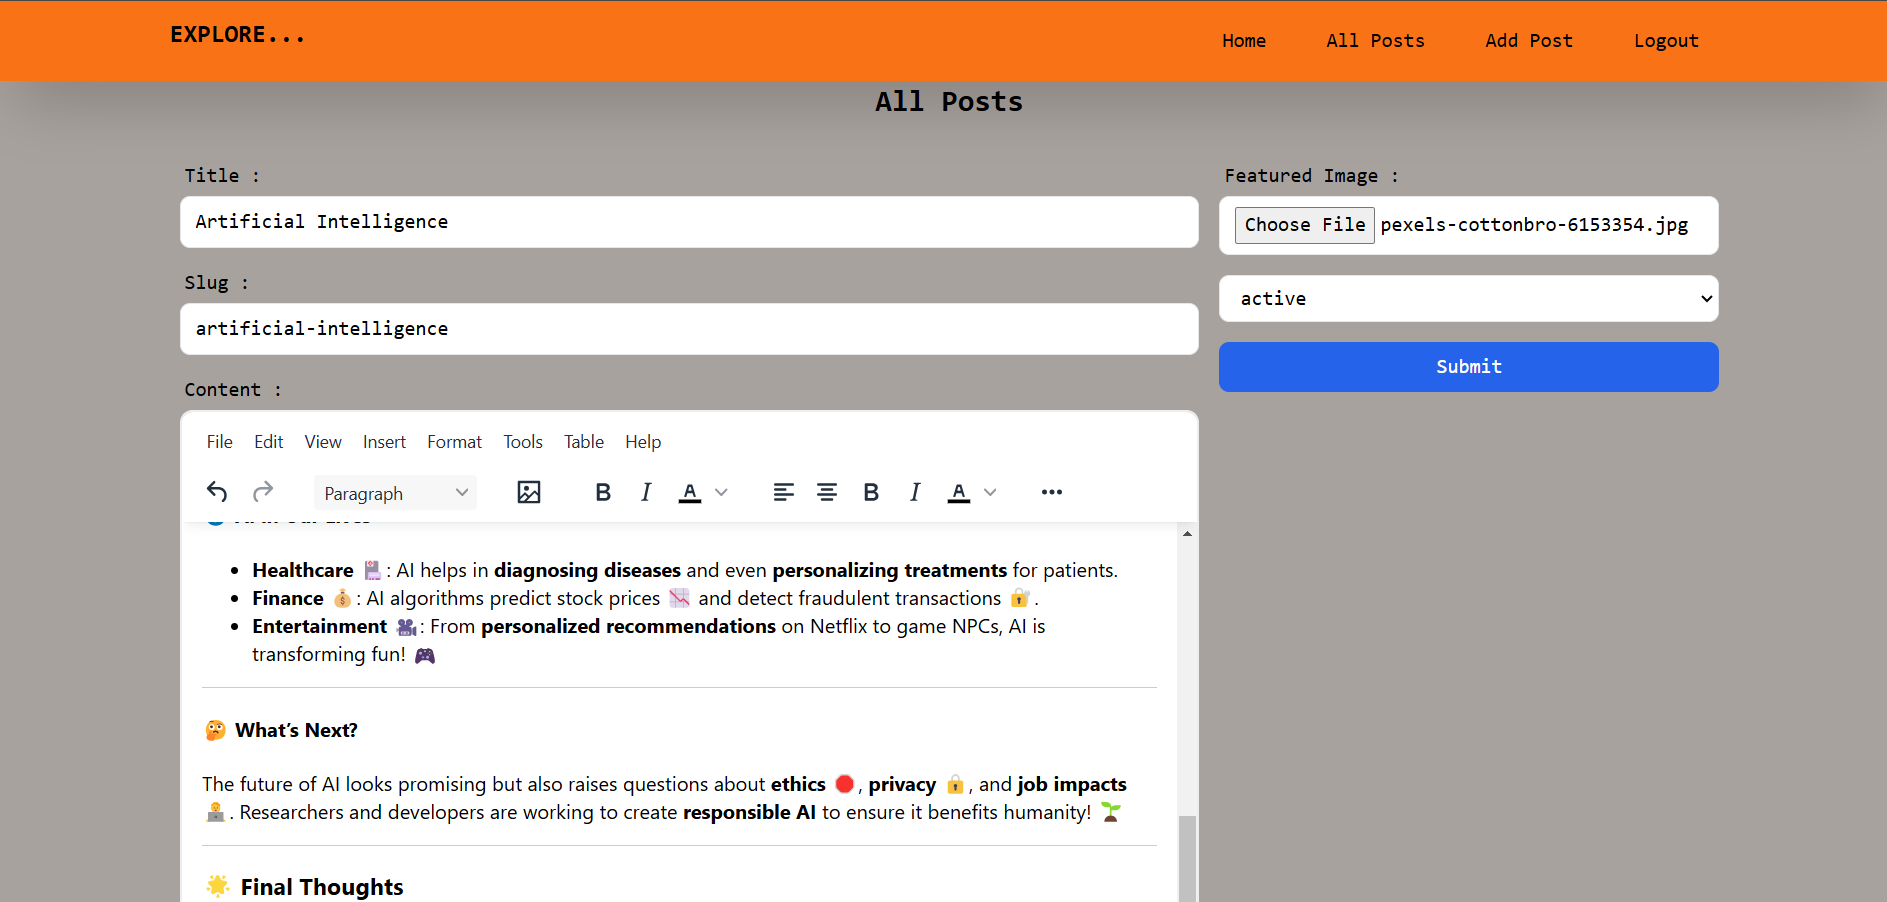 EXPLORE...
Home All Posts Add Post Logout
All Posts
Title :
Artificial Intelligence
Slug :
artificial-intelligence
Content :
Featured Image :
Choose File pexels-cottonbro-6153354.jpg
active
Submit
File Edit View Insert Format Tools Table Help
Paragraph B I A B I A
Healthcare : AI helps in diagnosing diseases and even personalizing treatments for patients.
Finance : AI algorithms predict stock prices and detect fraudulent transactions .
Entertainment : From personalized recommendations on Netflix to game NPCs, AI is
transforming fun!
What’s Next?
The future of AI looks promising but also raises questions about ethics , privacy , and job impacts
. Researchers and developers are working to create responsible AI to ensure it benefits humanity!
Final Thoughts